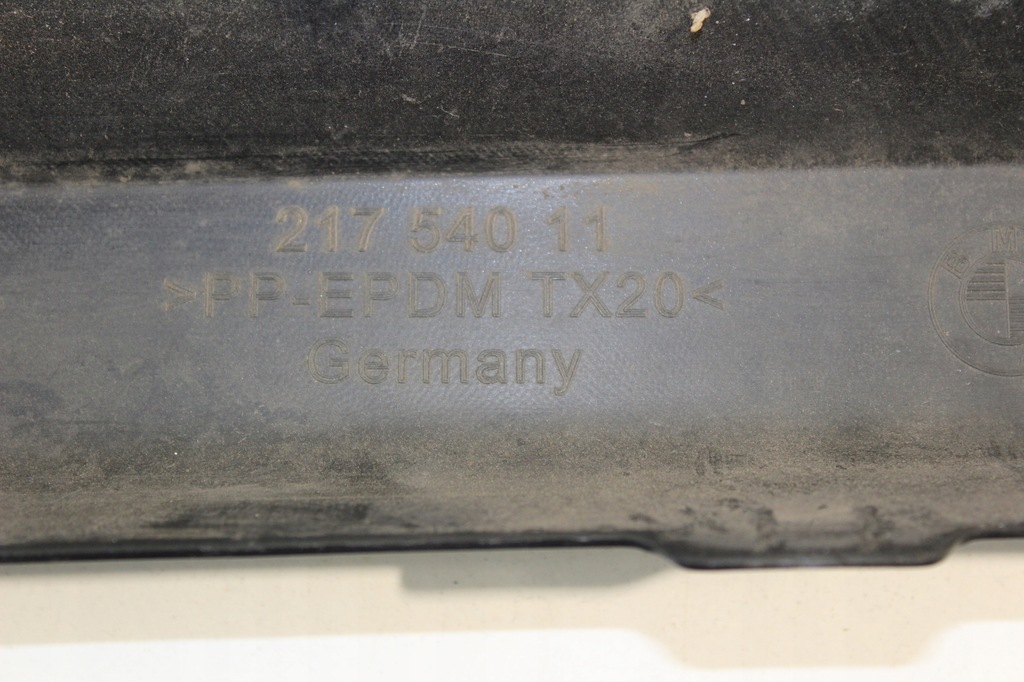 217 540 11
>PP-EPDM TX20<
Germany
B M